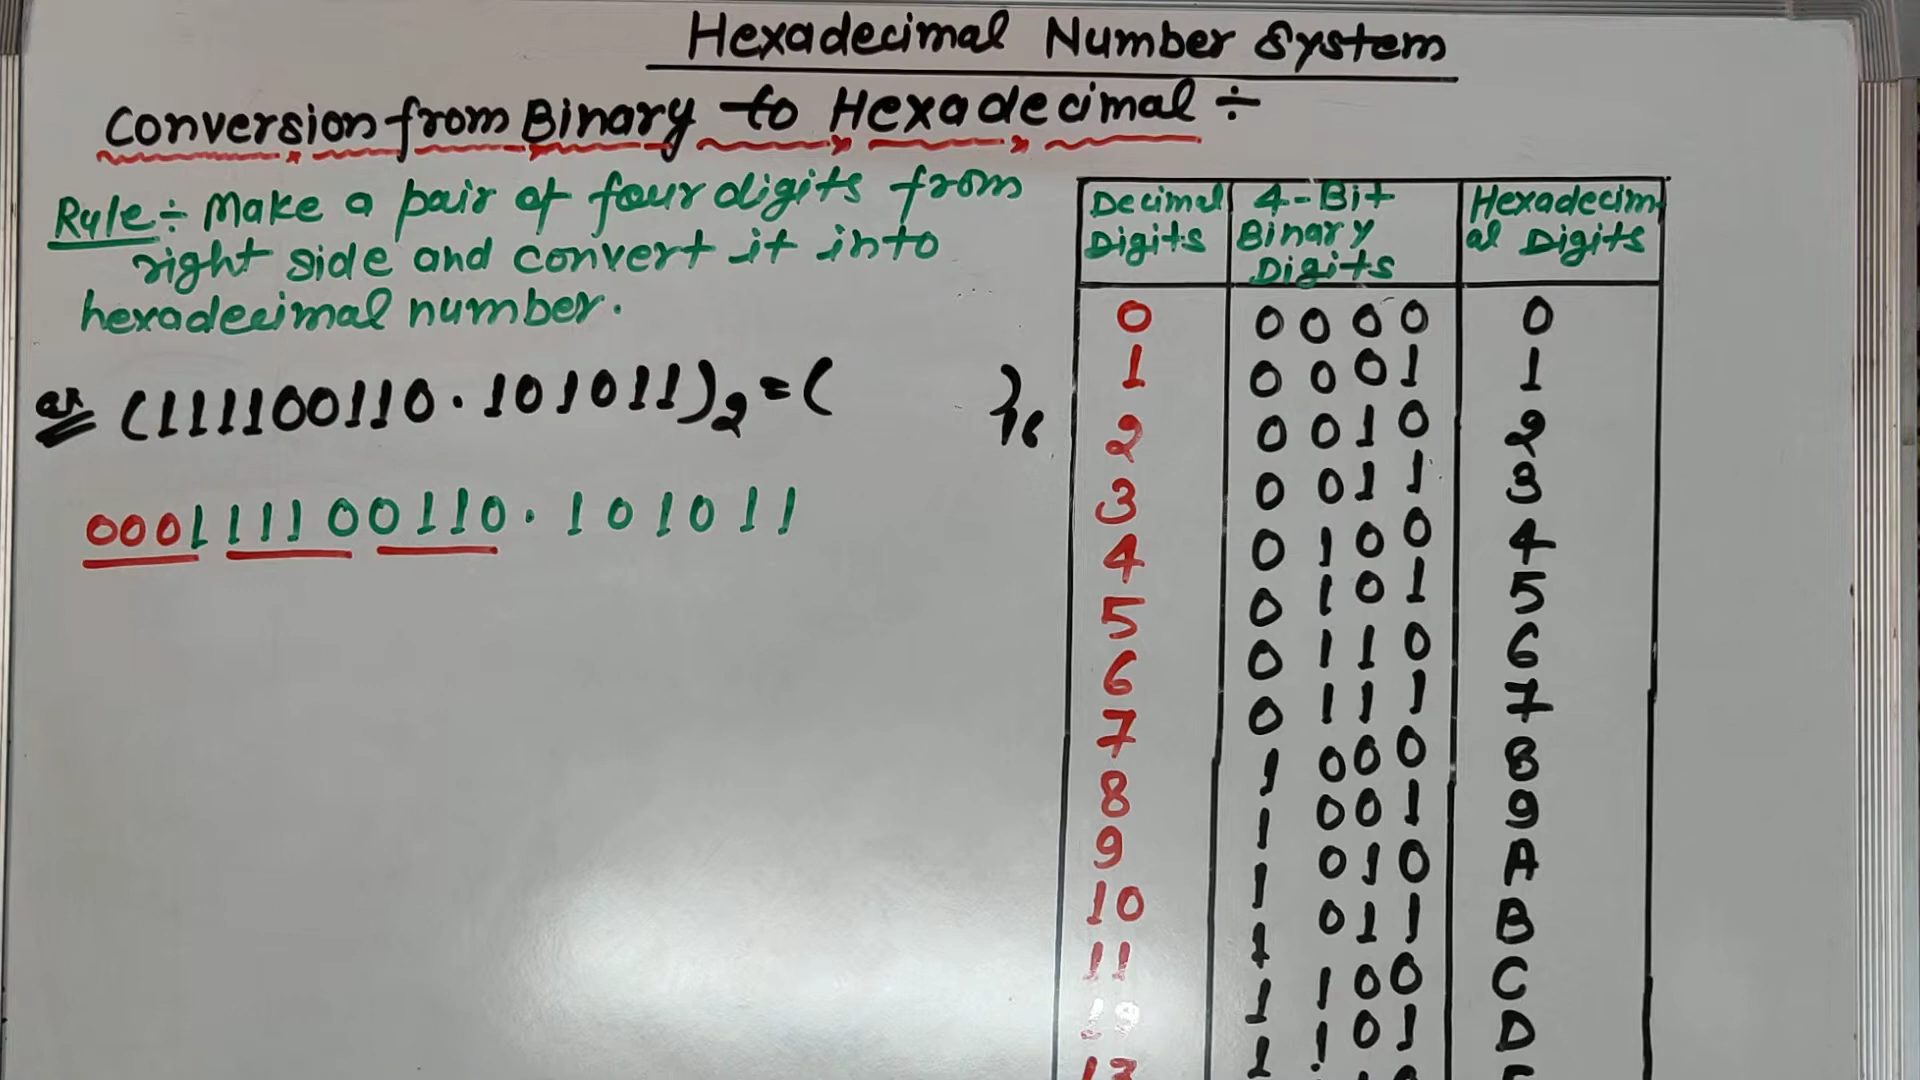 Hexadecimal Number System
Conversion from Binary to Hexadecimal ÷
Rule ÷ Make a pair of four digits from
right side and convert it into
hexadecimal number.
Decimal Digits 4-Bit Binary Digits Hexadecimal Digits
Q1 (111100110.101011)2 = ( )16
000111100110.101011
0 0000 0
1 0001 1
2 0010 2
3 0011 3
4 0100 4
5 0101 5
6 0110 6
7 0111 7
8 1000 8
9 1001 9
10 1010 A
11 1011 B
1100 C
13 1101 D